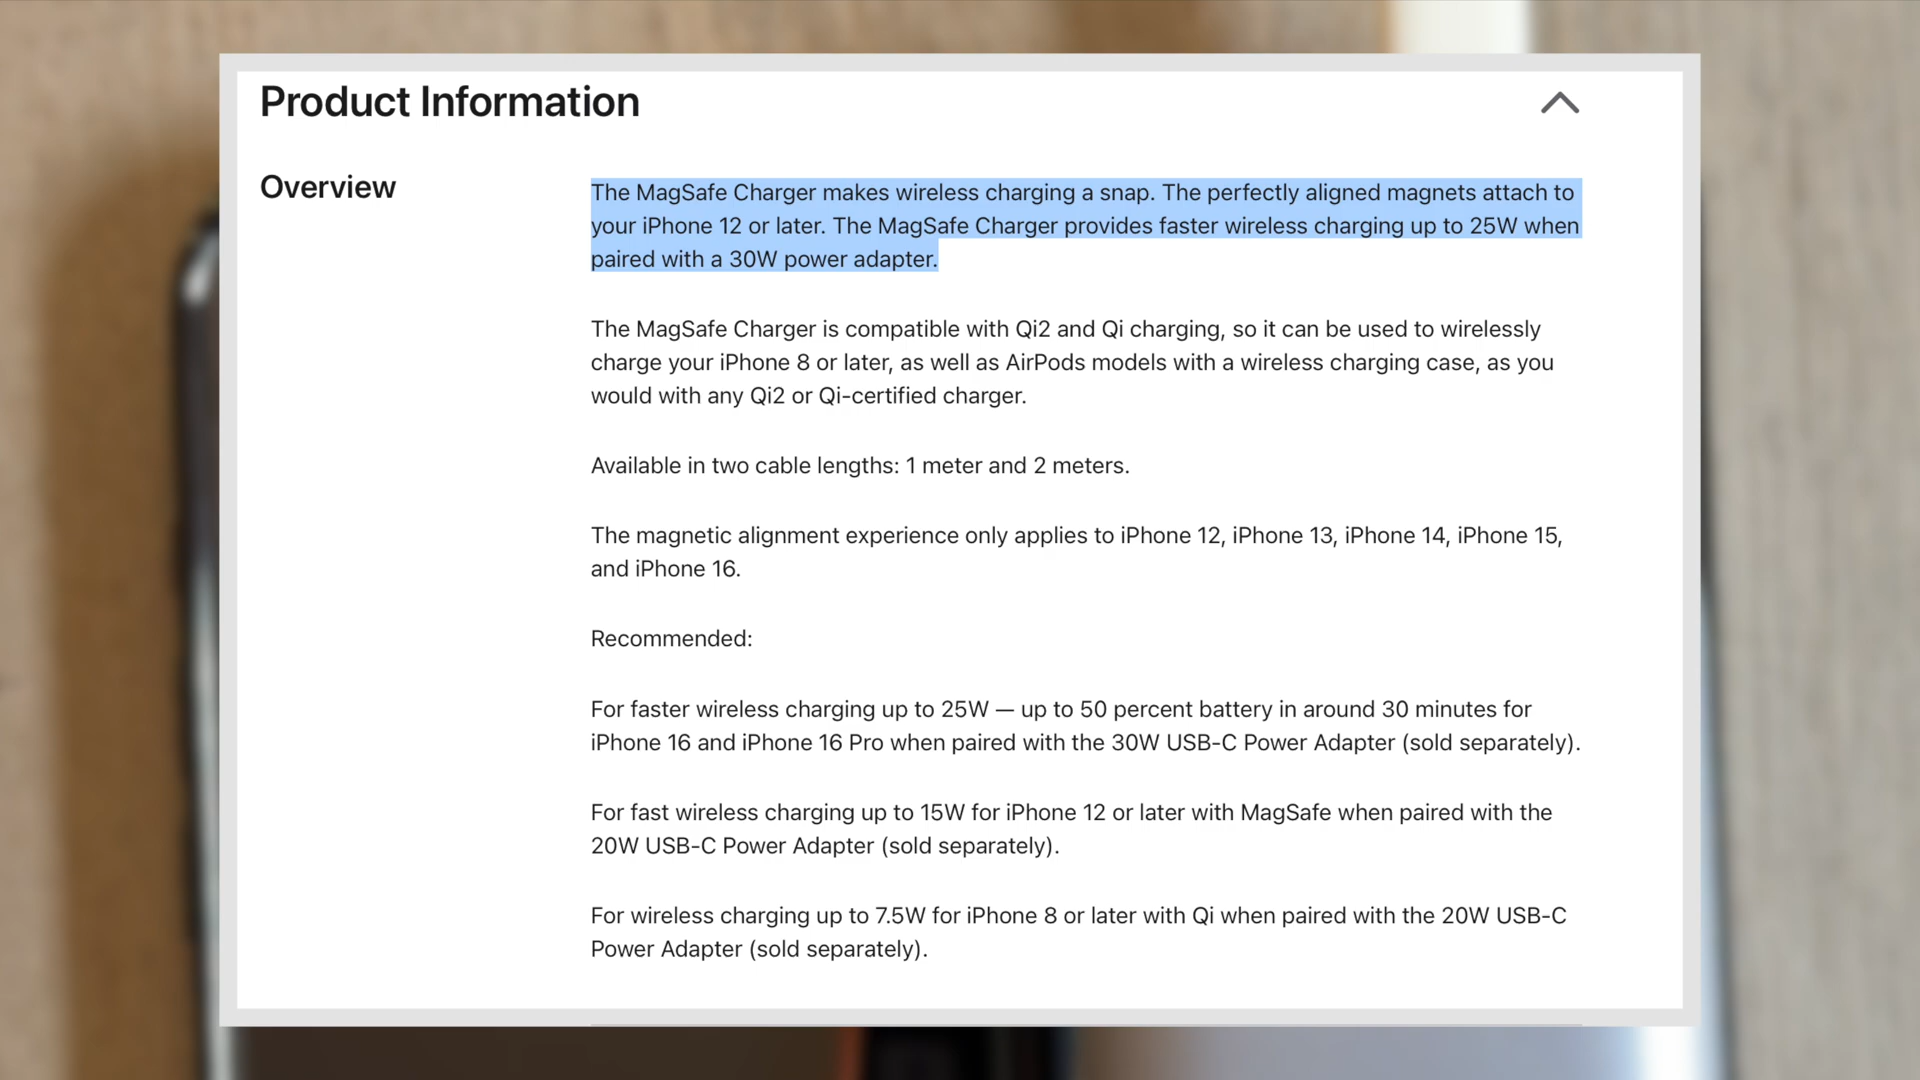 Product Information
Overview
The MagSafe Charger makes wireless charging a snap. The perfectly aligned magnets attach to
your iPhone 12 or later. The MagSafe Charger provides faster wireless charging up to 25W when
paired with a 30W power adapter.
The MagSafe Charger is compatible with Qi2 and Qi charging, so it can be used to wirelessly
charge your iPhone 8 or later, as well as AirPods models with a wireless charging case, as you
would with any Qi2 or Qi-certified charger.
Available in two cable lengths: 1 meter and 2 meters.
The magnetic alignment experience only applies to iPhone 12, iPhone 13, iPhone 14, iPhone 15,
and iPhone 16.
Recommended:
For faster wireless charging up to 25W — up to 50 percent battery in around 30 minutes for
iPhone 16 and iPhone 16 Pro when paired with the 30W USB-C Power Adapter (sold separately).
For fast wireless charging up to 15W for iPhone 12 or later with MagSafe when paired with the
20W USB-C Power Adapter (sold separately).
For wireless charging up to 7.5W for iPhone 8 or later with Qi when paired with the 20W USB-C
Power Adapter (sold separately).